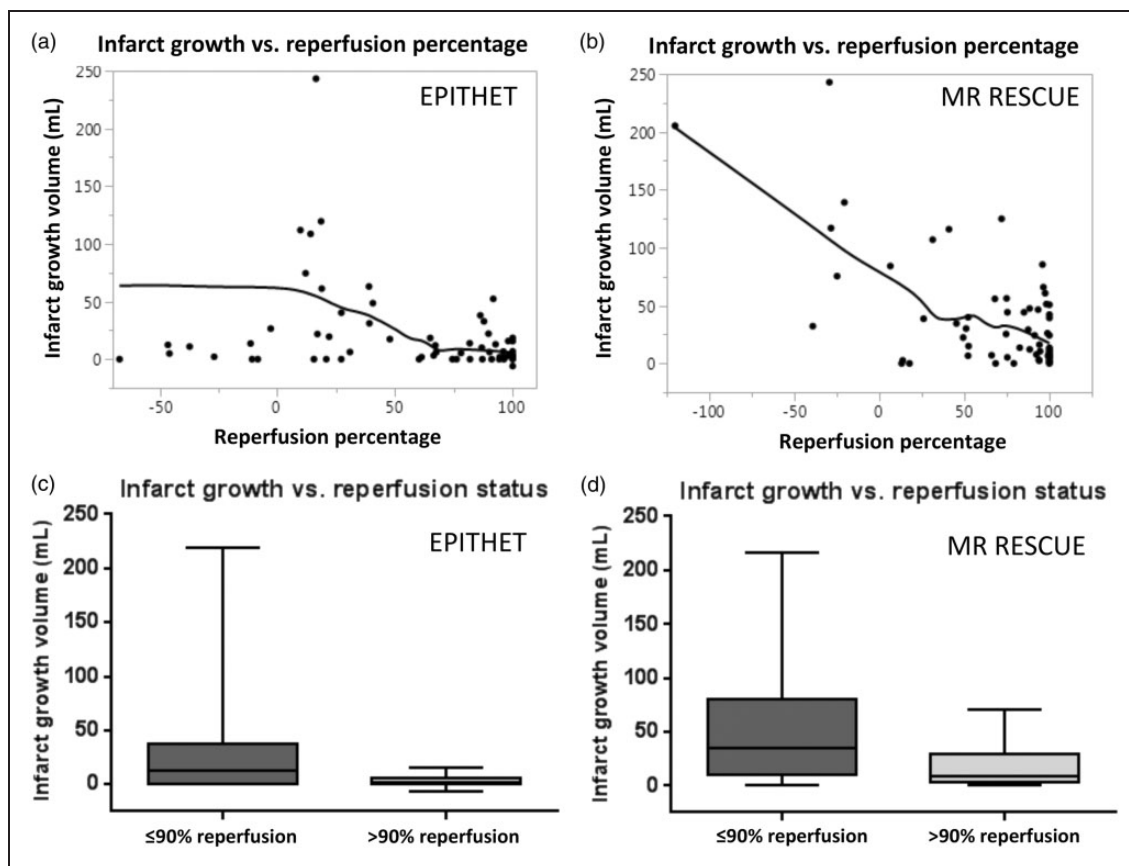 (a)
Infarct growth vs. reperfusion percentage
EPITHET
Infarct growth volume (mL)
250
200
150
100
50
0
-50
0
50
100
Reperfusion percentage
(b)
Infarct growth vs. reperfusion percentage
MR RESCUE
Infarct growth volume (mL)
250
200
150
100
50
0
-100
-50
0
50
100
Reperfusion percentage
(c)
Infarct growth vs. reperfusion status
EPITHET
Infarct growth volume (mL)
250
200
150
100
50
0
≤90% reperfusion
>90% reperfusion
(d)
Infarct growth vs. reperfusion status
MR RESCUE
Infarct growth volume (mL)
250
200
150
100
50
0
≤90% reperfusion
>90% reperfusion